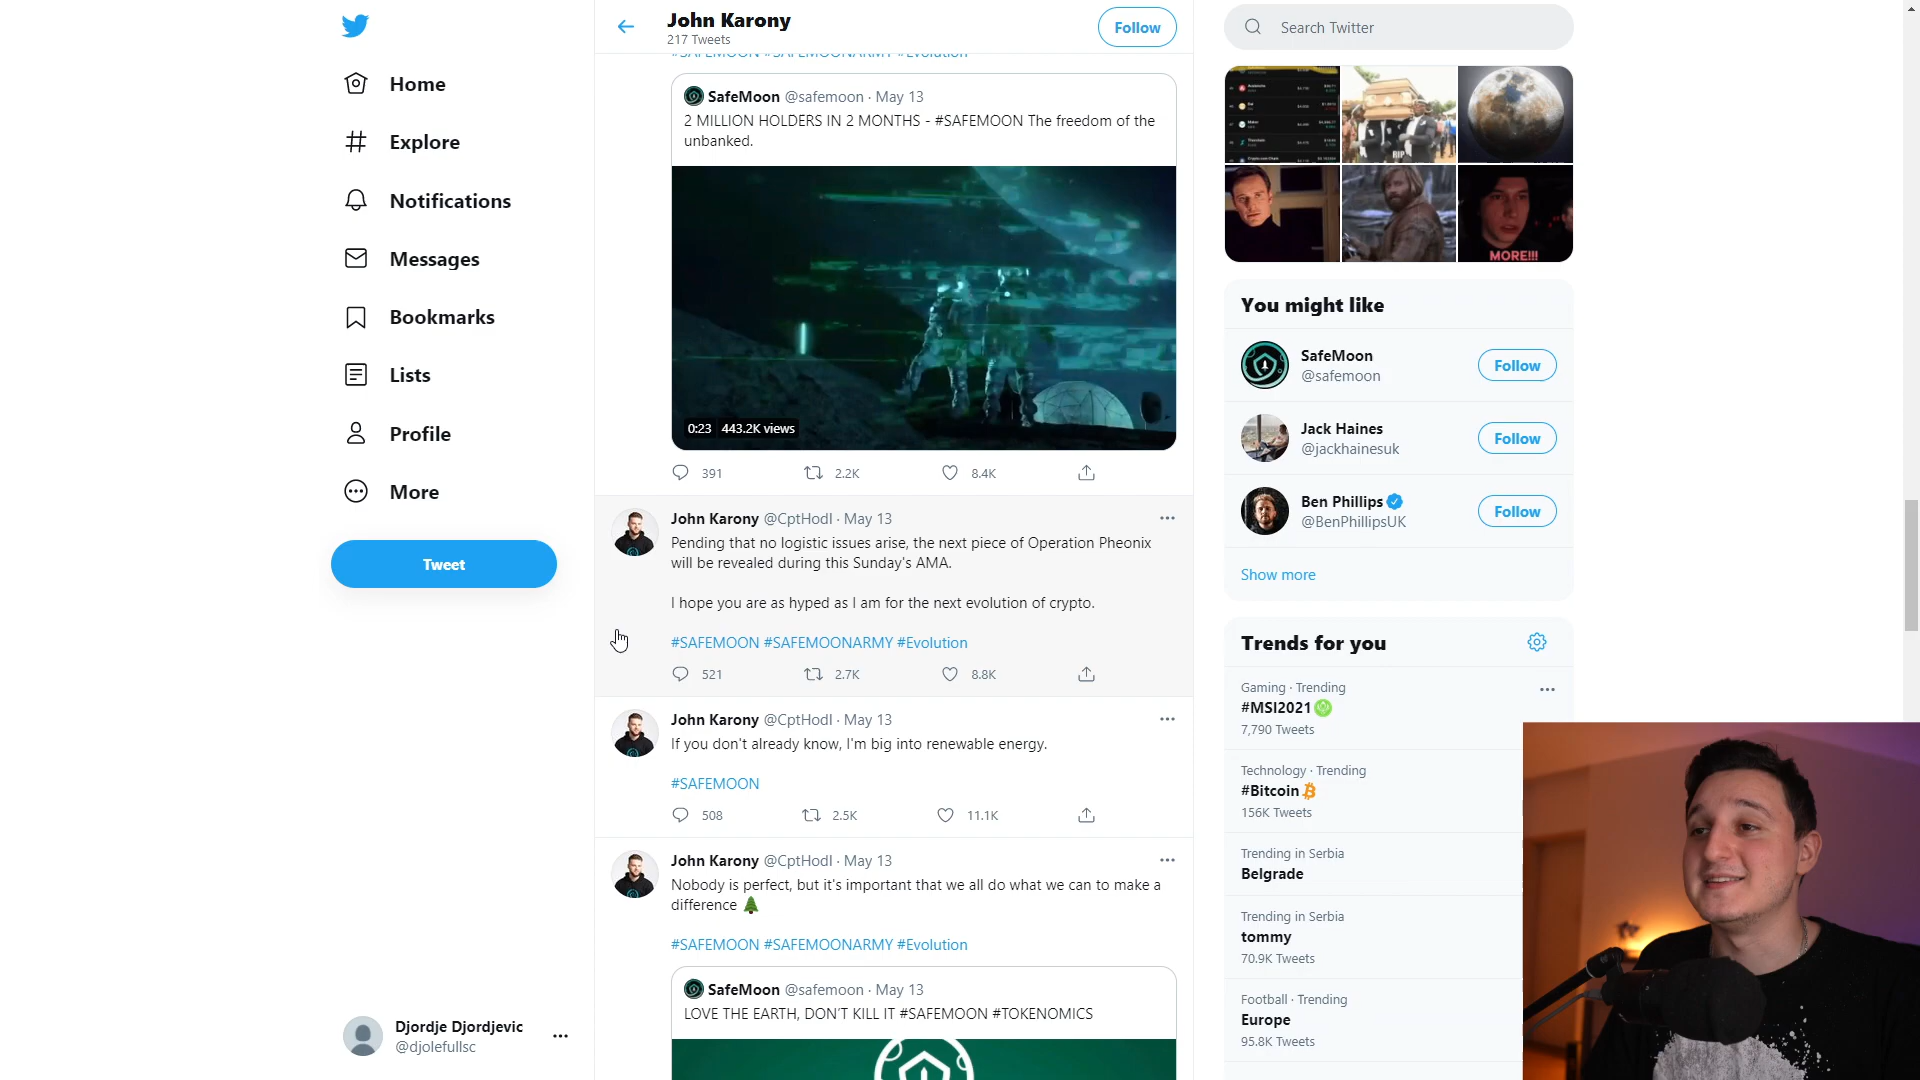 Home
Explore
Notifications
Messages
Bookmarks
Lists
Profile
More
Tweet
Djordje Djordjevic
@djolefullsc
John Karony
217 Tweets
Follow
#SAFEMOON #SAFEMOONARMY #Evolution
SafeMoon @safemoon · May 13
2 MILLION HOLDERS IN 2 MONTHS - #SAFEMOON The freedom of the
unbanked.
0:23 443.2K views
391 2.2K 8.4K
John Karony @CptHodl · May 13
Pending that no logistic issues arise, the next piece of Operation Pheonix
will be revealed during this Sunday's AMA.
I hope you are as hyped as I am for the next evolution of crypto.
#SAFEMOON #SAFEMOONARMY #Evolution
521 2.7K 8.8K
John Karony @CptHodl · May 13
If you don't already know, I'm big into renewable energy.
#SAFEMOON
508 2.5K 11.1K
John Karony @CptHodl · May 13
Nobody is perfect, but it's important that we all do what we can to make a
difference 🌲
#SAFEMOON #SAFEMOONARMY #Evolution
SafeMoon @safemoon · May 13
LOVE THE EARTH, DON'T KILL IT #SAFEMOON #TOKENOMICS
Search Twitter
RIP
MORE!!!
You might like
SafeMoon
@safemoon
Follow
Jack Haines
@jackhainesuk
Follow
Ben Phillips
@BenPhillipsUK
Follow
Show more
Trends for you
Gaming · Trending
#MSI2021
7,790 Tweets
Technology · Trending
#Bitcoin
156K Tweets
Trending in Serbia
Belgrade
Trending in Serbia
tommy
70.9K Tweets
Football · Trending
Europe
95.8K Tweets